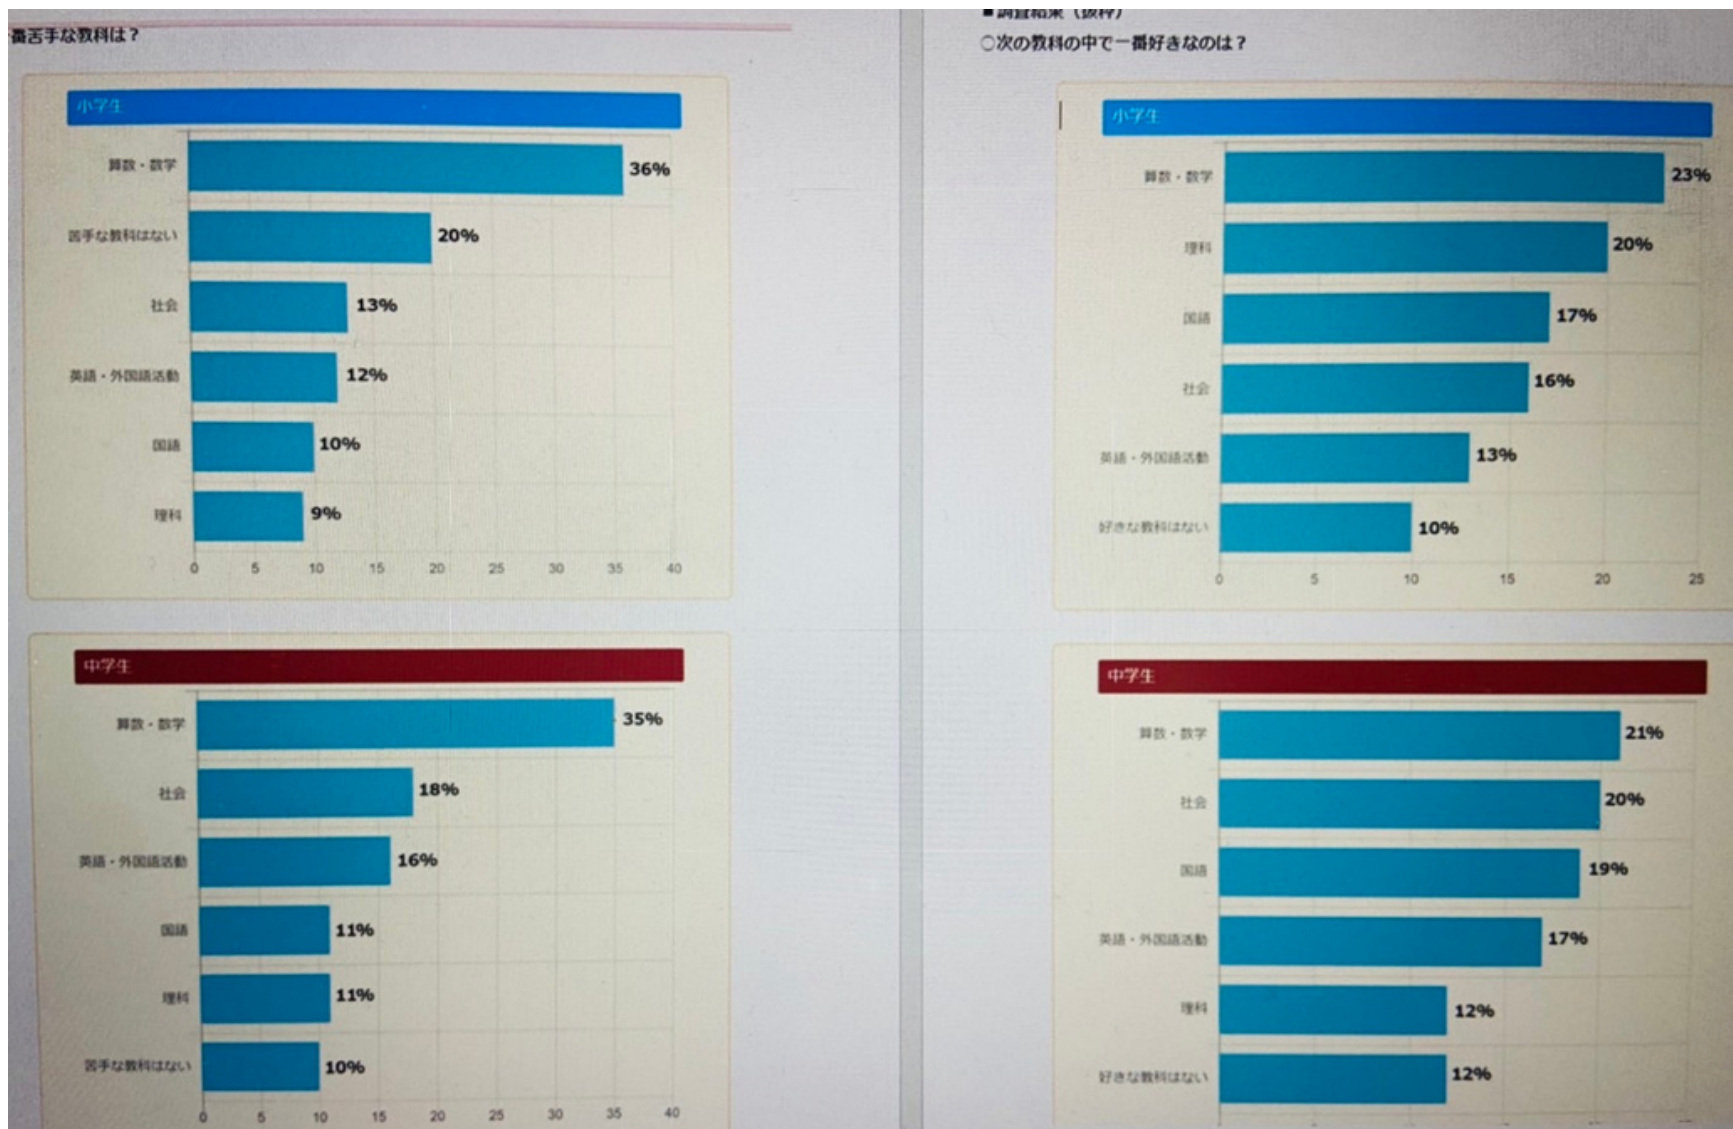 番苦手な教科は？
小学生
算数・数学 36%
苦手な教科はない 20%
社会 13%
英語・外国語活動 12%
国語 10%
理科 9%
0 5 10 15 20 25 30 35 40
中学生
算数・数学 35%
社会 18%
英語・外国語活動 16%
国語 11%
理科 11%
苦手な教科はない 10%
0 5 10 15 20 25 30 35 40
■調査結果（抜粋）
○次の教科の中で一番好きなのは？
小学生
算数・数学 23%
理科 20%
国語 17%
社会 16%
英語・外国語活動 13%
好きな教科はない 10%
0 5 10 15 20 25
中学生
算数・数学 21%
社会 20%
国語 19%
英語・外国語活動 17%
理科 12%
好きな教科はない 12%